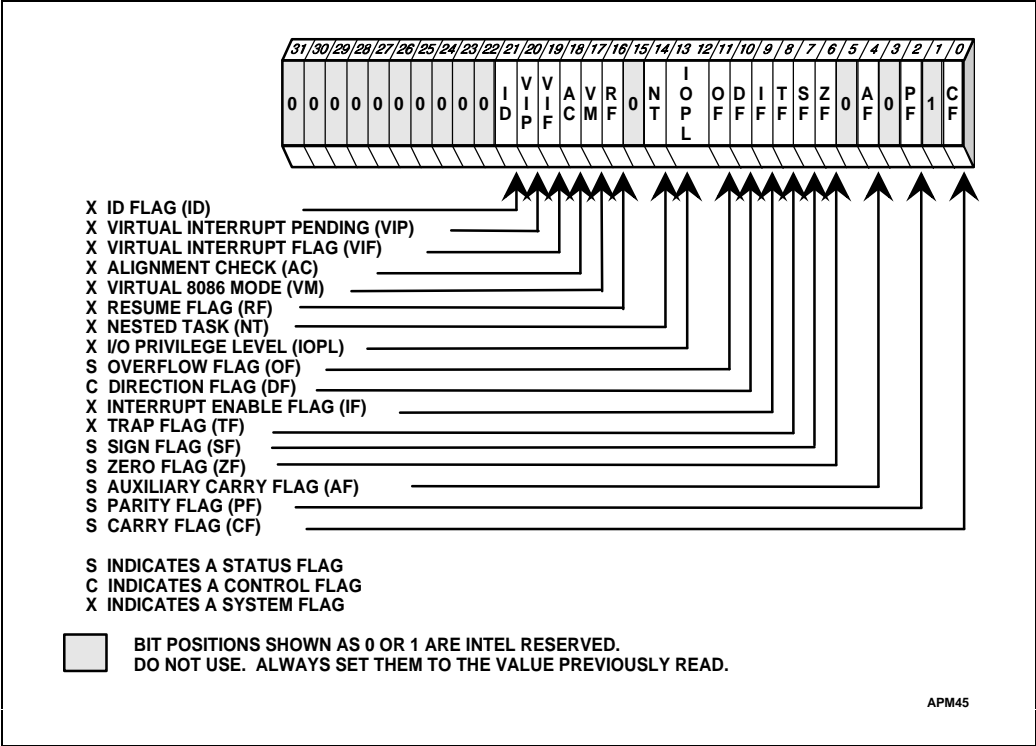 31 30 29 28 27 26 25 24 23 22 21 20 19 18 17 16 15 14 13 12 11 10 9 8 7 6 5 4 3 2 1 0
0 0 0 0 0 0 0 0 0 0 ID VIP VIF AC VM RF 0 NT IOPL OF DF IF TF SF ZF 0 AF 0 PF 1 CF
X ID FLAG (ID)
X VIRTUAL INTERRUPT PENDING (VIP)
X VIRTUAL INTERRUPT FLAG (VIF)
X ALIGNMENT CHECK (AC)
X VIRTUAL 8086 MODE (VM)
X RESUME FLAG (RF)
X NESTED TASK (NT)
X I/O PRIVILEGE LEVEL (IOPL)
S OVERFLOW FLAG (OF)
C DIRECTION FLAG (DF)
X INTERRUPT ENABLE FLAG (IF)
X TRAP FLAG (TF)
S SIGN FLAG (SF)
S ZERO FLAG (ZF)
S AUXILIARY CARRY FLAG (AF)
S PARITY FLAG (PF)
S CARRY FLAG (CF)
S INDICATES A STATUS FLAG
C INDICATES A CONTROL FLAG
X INDICATES A SYSTEM FLAG
BIT POSITIONS SHOWN AS 0 OR 1 ARE INTEL RESERVED.
DO NOT USE. ALWAYS SET THEM TO THE VALUE PREVIOUSLY READ.
APM45